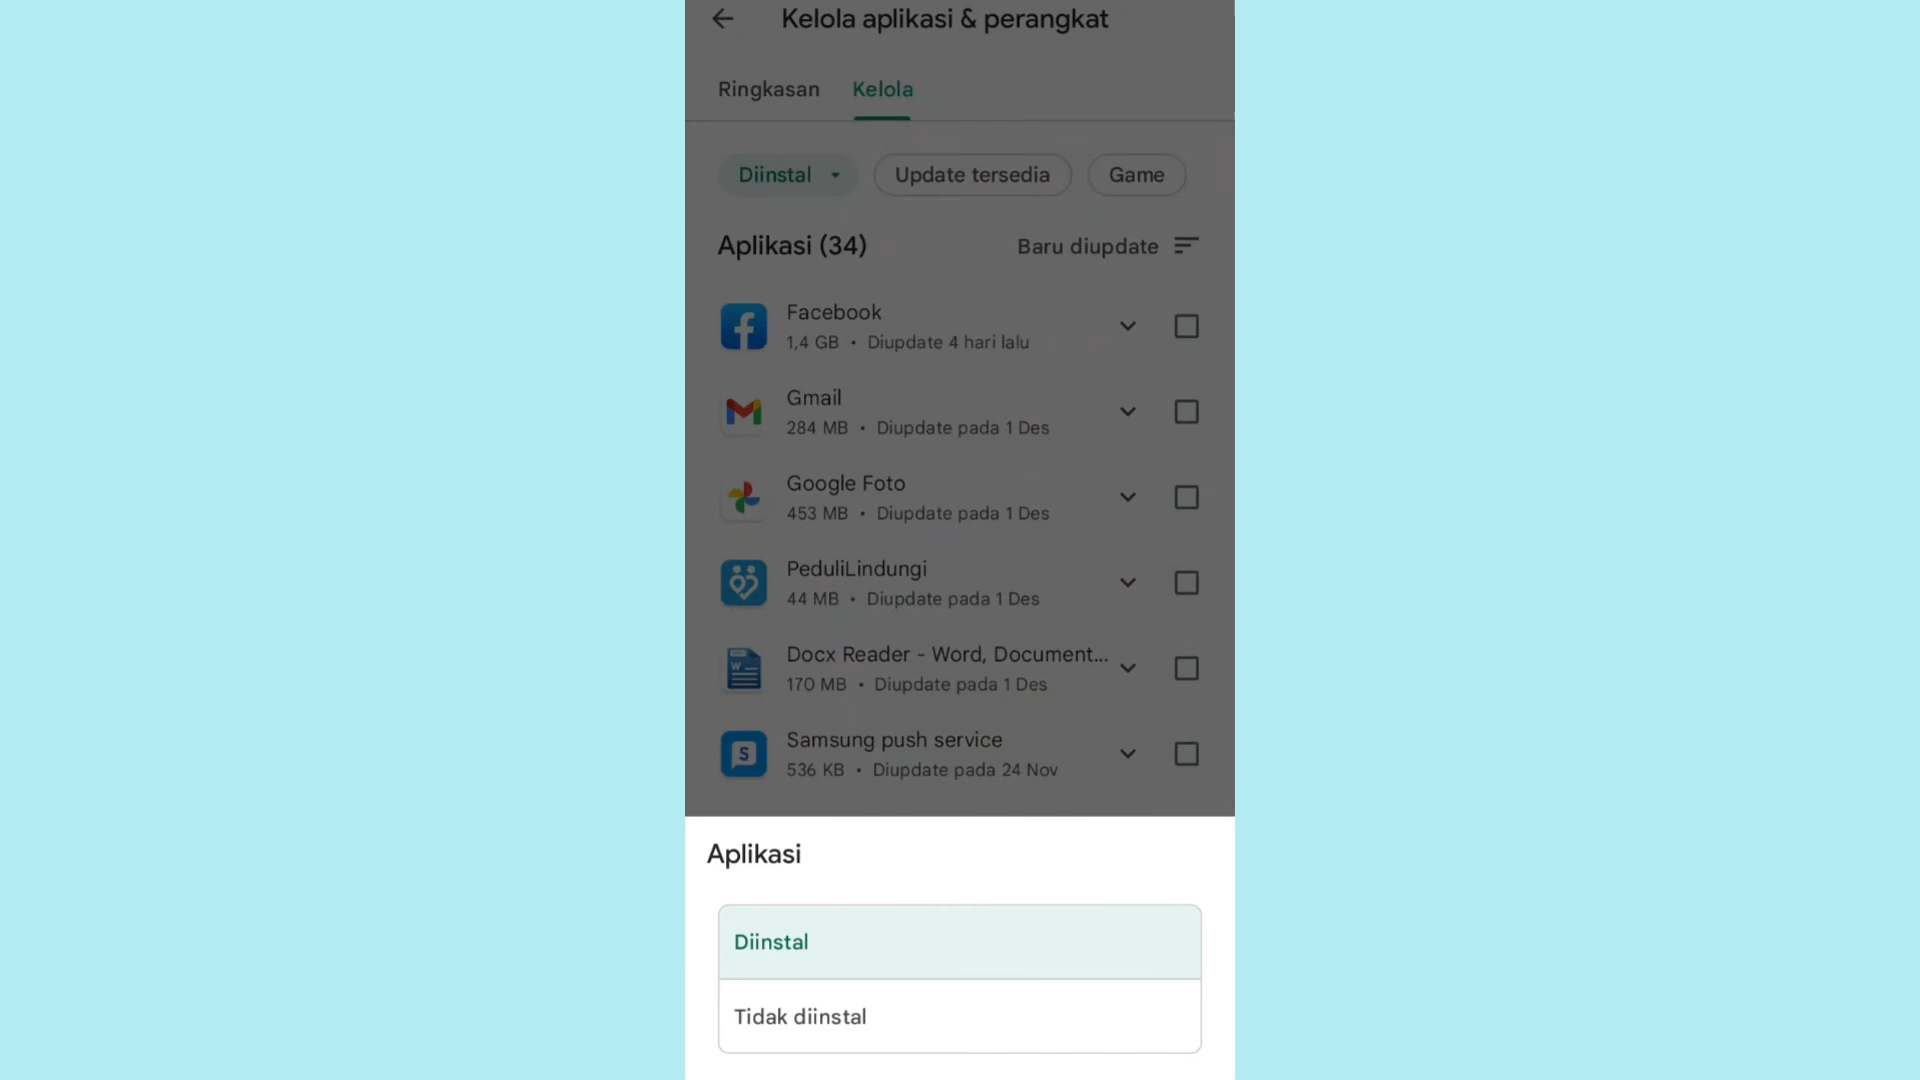 Kelola aplikasi & perangkat
Ringkasan Kelola
Diinstal Update tersedia Game
Aplikasi (34) Baru diupdate
Facebook
1,4 GB • Diupdate 4 hari lalu
Gmail
284 MB • Diupdate pada 1 Des
Google Foto
453 MB • Diupdate pada 1 Des
PeduliLindungi
44 MB • Diupdate pada 1 Des
Docx Reader - Word, Document...
170 MB • Diupdate pada 1 Des
Samsung push service
536 KB • Diupdate pada 24 Nov
Aplikasi
Diinstal
Tidak diinstal